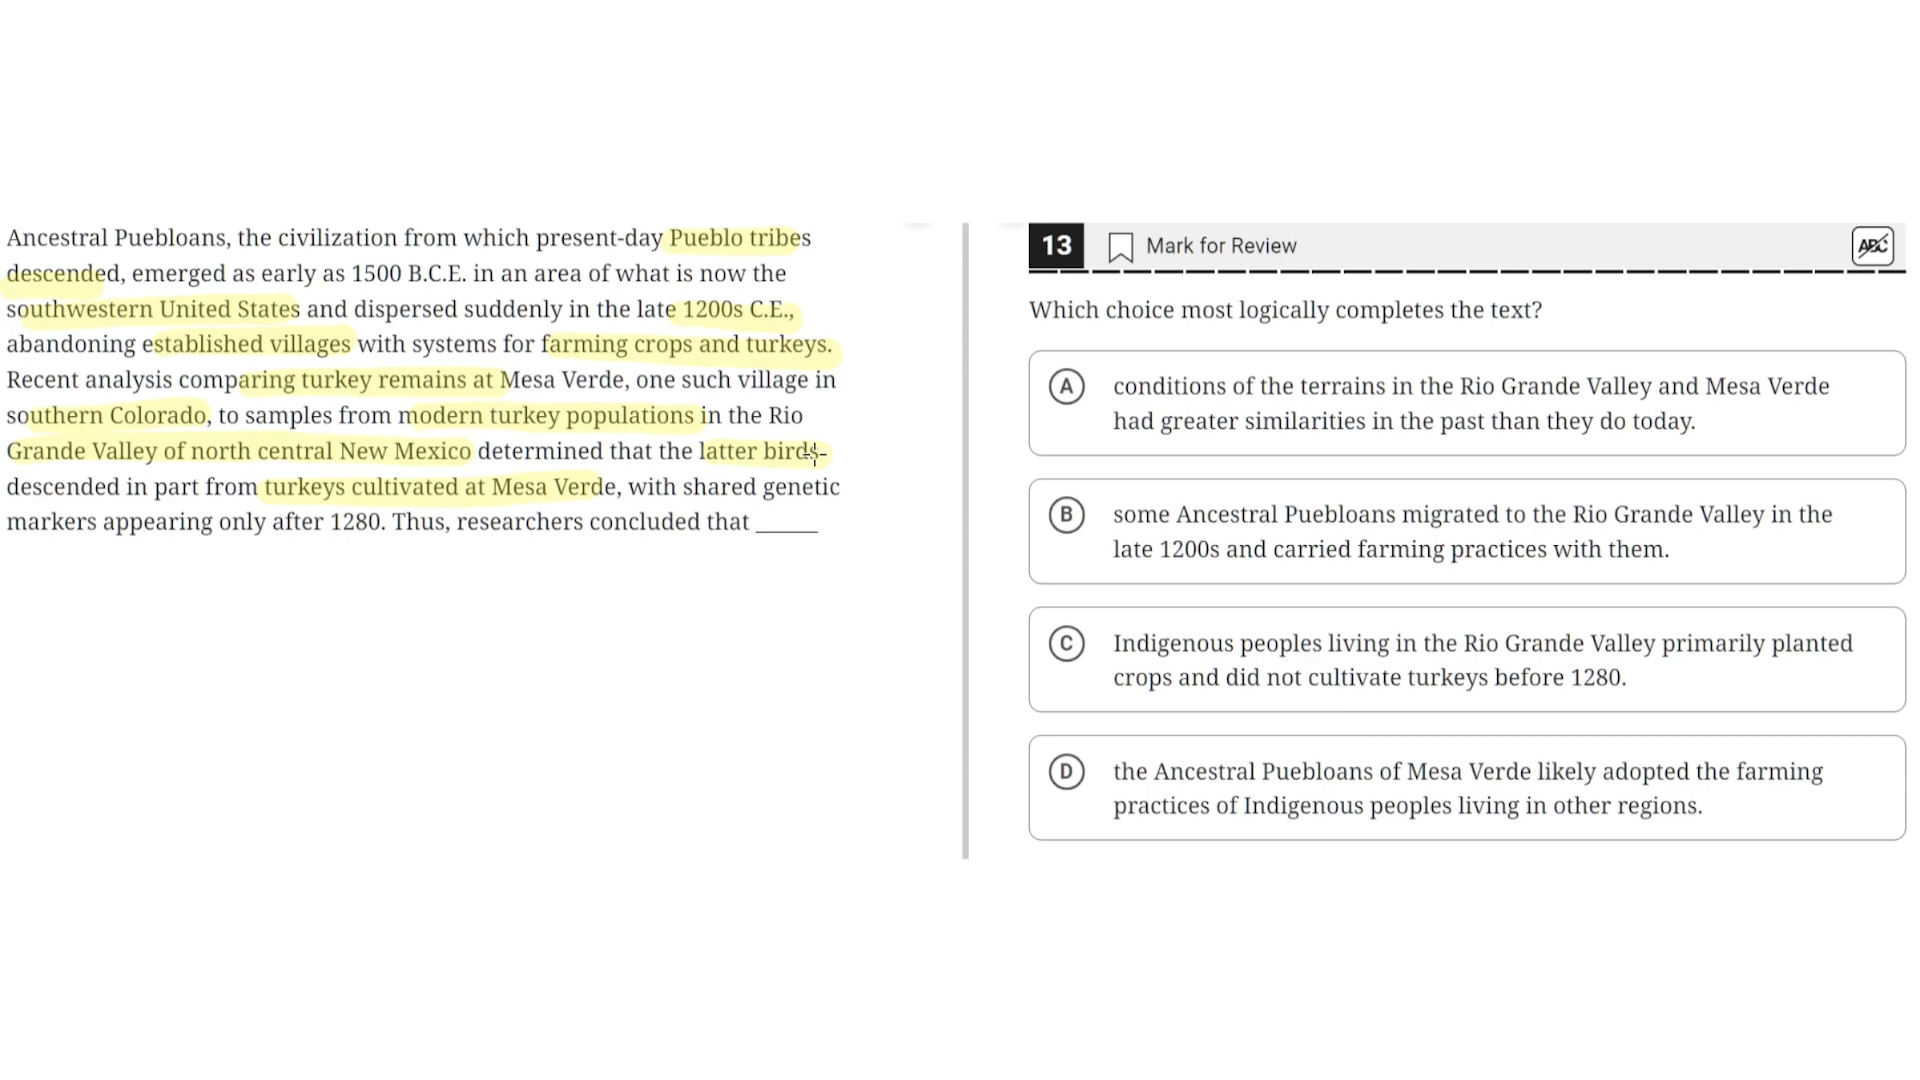 Ancestral Puebloans, the civilization from which present-day Pueblo tribes
descended, emerged as early as 1500 B.C.E. in an area of what is now the
southwestern United States and dispersed suddenly in the late 1200s C.E.,
abandoning established villages with systems for farming crops and turkeys.
Recent analysis comparing turkey remains at Mesa Verde, one such village in
southern Colorado, to samples from modern turkey populations in the Rio
Grande Valley of north central New Mexico determined that the latter birds
descended in part from turkeys cultivated at Mesa Verde, with shared genetic
markers appearing only after 1280. Thus, researchers concluded that ______
13 Mark for Review ABC
Which choice most logically completes the text?
A conditions of the terrains in the Rio Grande Valley and Mesa Verde
had greater similarities in the past than they do today.
B some Ancestral Puebloans migrated to the Rio Grande Valley in the
late 1200s and carried farming practices with them.
C Indigenous peoples living in the Rio Grande Valley primarily planted
crops and did not cultivate turkeys before 1280.
D the Ancestral Puebloans of Mesa Verde likely adopted the farming
practices of Indigenous peoples living in other regions.